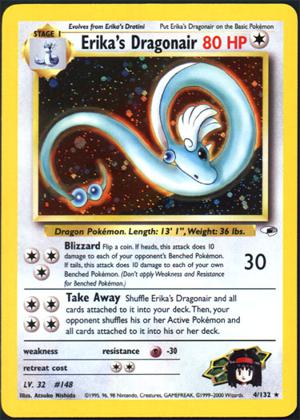 Evolves from Erika's Dratini
Put Erika's Dragonair on the Basic Pokémon
STAGE 1
Erika's Dragonair 80 HP
Dragon Pokémon. Length: 13' 1", Weight: 36 lbs.
Blizzard Flip a coin. If heads, this attack does 10
damage to each of your opponent's Benched Pokémon.
If tails, this attack does 10 damage to each of your own
Benched Pokémon. (Don't apply Weakness and Resistance
for Benched Pokémon.)
30
Take Away Shuffle Erika's Dragonair and all
cards attached to it into your deck. Then, your
opponent shuffles his or her Active Pokémon and
all cards attached to it into his or her deck.
weakness
resistance
-30
retreat cost
LV. 32 #148
Illus. Atsuko Nishida
©1995, 96, 98 Nintendo, Creatures, GAMEFREAK. ©1999-2000 Wizards.
4/132 ★